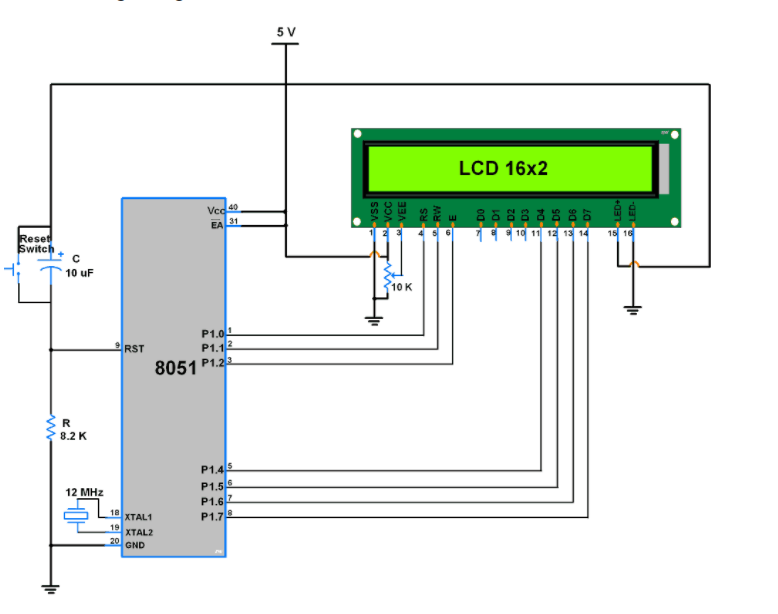 5 V
LCD 16x2
VSS VCC VEE RS RW E D0 D1 D2 D3 D4 D5 D6 D7 LED+ LED-
1 2 3 4 5 6 7 8 9 10 11 12 13 14 15 16
Reset
Switch
+
C
10 uF
10 K
Vcc 40
EA 31
P1.0 1
9 RST
P1.1 2
8051
P1.2 3
R
8.2 K
P1.4 5
P1.5 6
P1.6 7
P1.7 8
12 MHz
18 XTAL1
19 XTAL2
20 GND